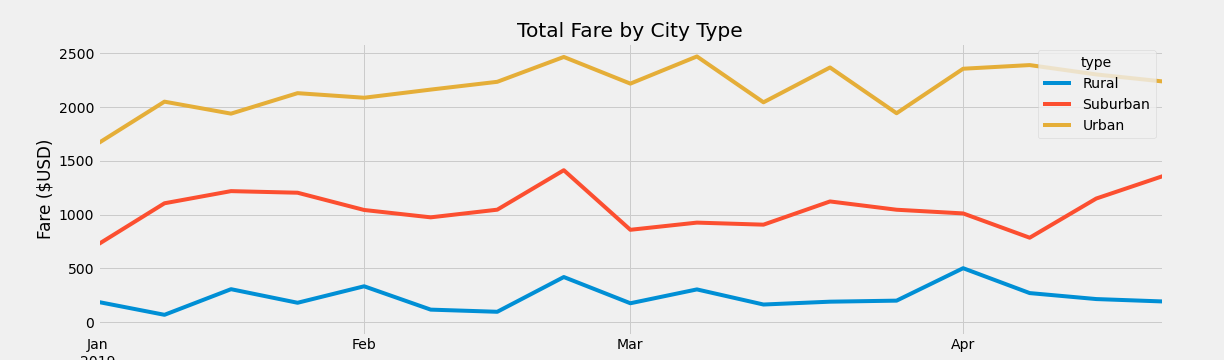 Total Fare by City Type
Fare ($USD)
2500
2000
1500
1000
500
0
type
Rural
Suburban
Urban
Jan
Feb
Mar
Apr
2019